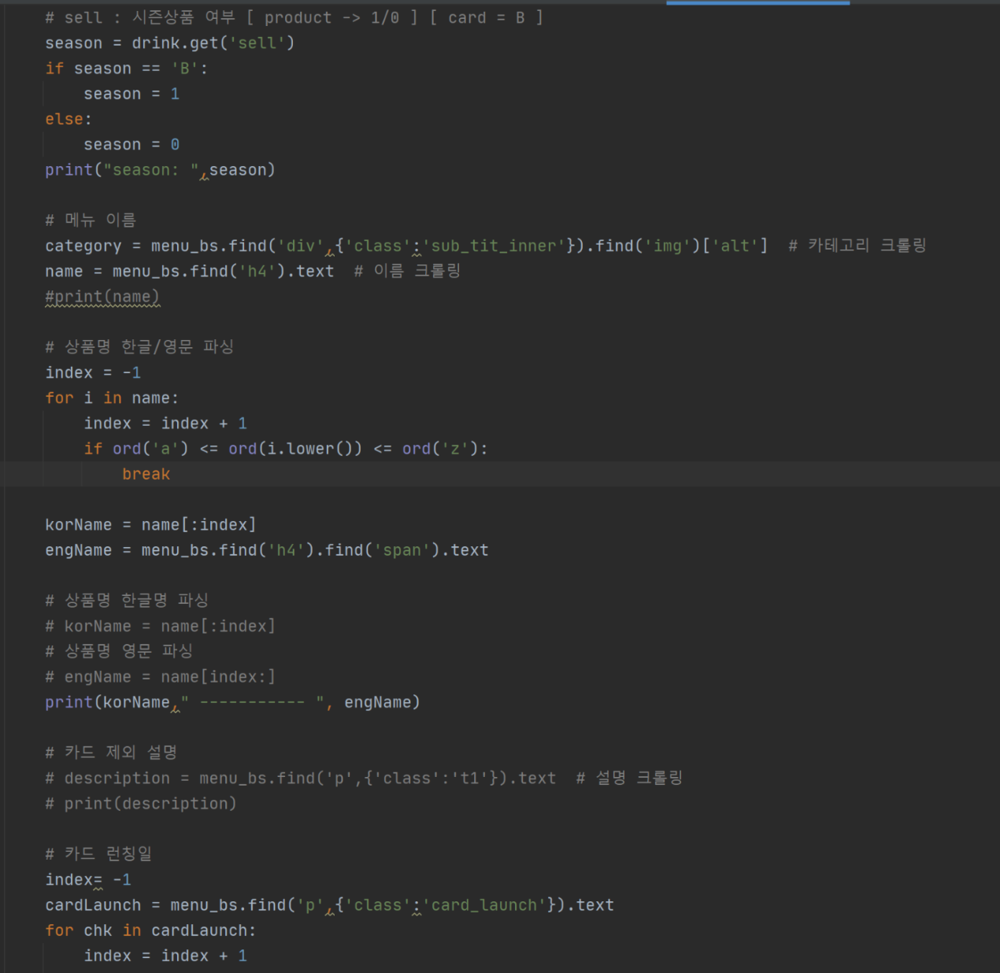 # sell : 시즌상품 여부 [ product -> 1/0 ] [ card = B ]
season = drink.get('sell')
if season == 'B':
    season = 1
else:
    season = 0
print("season: ",season)

# 메뉴 이름
category = menu_bs.find('div',{'class':'sub_tit_inner'}).find('img')['alt']  # 카테고리 크롤링
name = menu_bs.find('h4').text  # 이름 크롤링
#print(name)

# 상품명 한글/영문 파싱
index = -1
for i in name:
    index = index + 1
    if ord('a') <= ord(i.lower()) <= ord('z'):
        break

korName = name[:index]
engName = menu_bs.find('h4').find('span').text

# 상품명 한글명 파싱
# korName = name[:index]
# 상품명 영문 파싱
# engName = name[index:]
print(korName," ----------- ", engName)

# 카드 제외 설명
# description = menu_bs.find('p',{'class':'t1'}).text  # 설명 크롤링
# print(description)

# 카드 런칭일
index= -1
cardLaunch = menu_bs.find('p',{'class':'card_launch'}).text
for chk in cardLaunch:
    index = index + 1